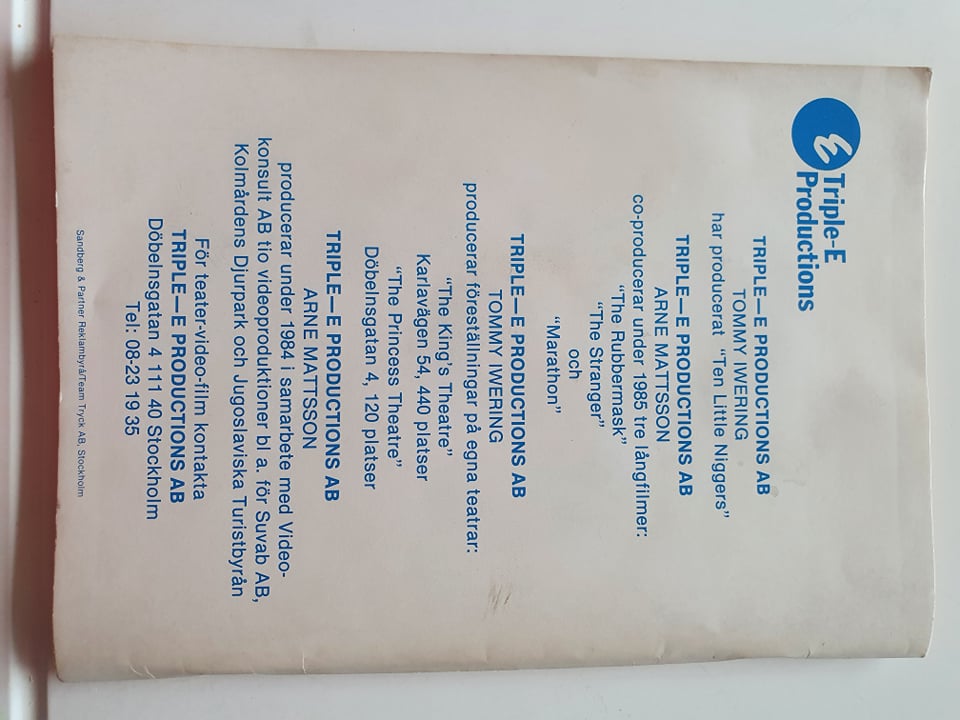 Triple-E
Productions
TRIPLE—E PRODUCTIONS AB
TOMMY IWERING
har producerat "Ten Little Niggers"
TRIPLE—E PRODUCTIONS AB
ARNE MATTSSON
co-producerar under 1985 tre långfilmer:
"The Rubbermask"
"The Stranger"
och
"Marathon"
TRIPLE—E PRODUCTIONS AB
TOMMY IWERING
producerar föreställningar på egna teatrar:
"The King's Theatre"
Karlavägen 54, 440 platser
"The Princess Theatre"
Döbelnsgatan 4, 120 platser
TRIPLE—E PRODUCTIONS AB
ARNE MATTSSON
producerar under 1984 i samarbete med Video-
konsult AB tio videoproduktioner bl a. för Suvab AB,
Kolmårdens Djurpark och Jugoslaviska Turistbyrån
För teater-video-film kontakta
TRIPLE—E PRODUCTIONS AB
Döbelnsgatan 4 111 40 Stockholm
Tel: 08-23 19 35
Sandberg & Partner Reklambyrå/Team Tryck AB, Stockholm